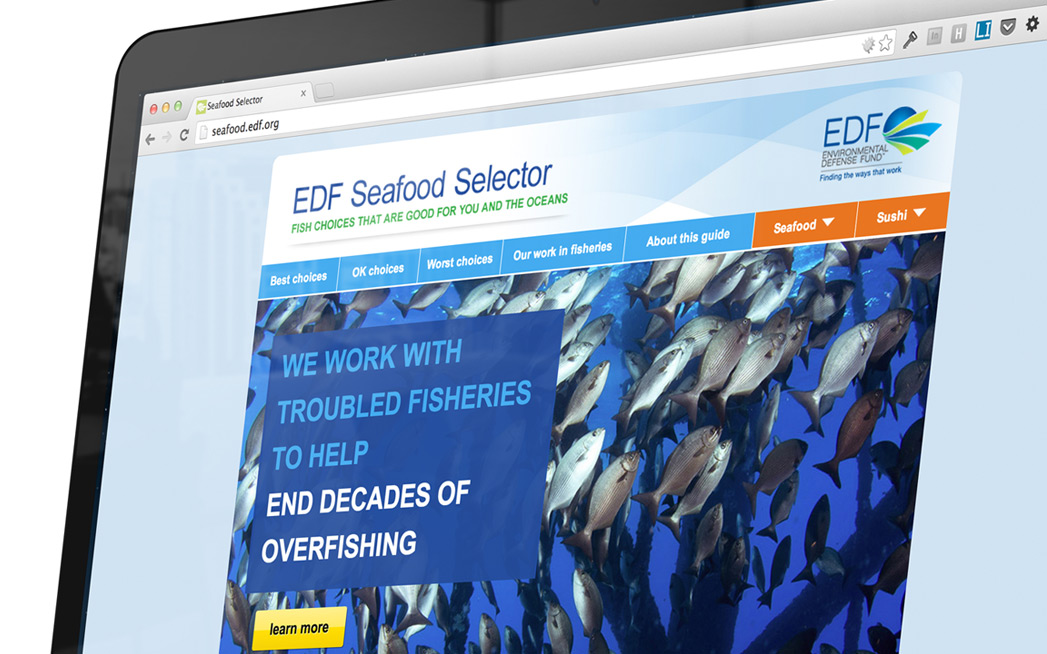 Seafood Selector
seafood.edf.org
H
LI
EDF
ENVIRONMENTAL
DEFENSE FUND
Finding the ways that work
EDF Seafood Selector
FISH CHOICES THAT ARE GOOD FOR YOU AND THE OCEANS
Best choices
OK choices
Worst choices
Our work in fisheries
About this guide
Seafood
Sushi
WE WORK WITH
TROUBLED FISHERIES
TO HELP
END DECADES OF
OVERFISHING
learn more